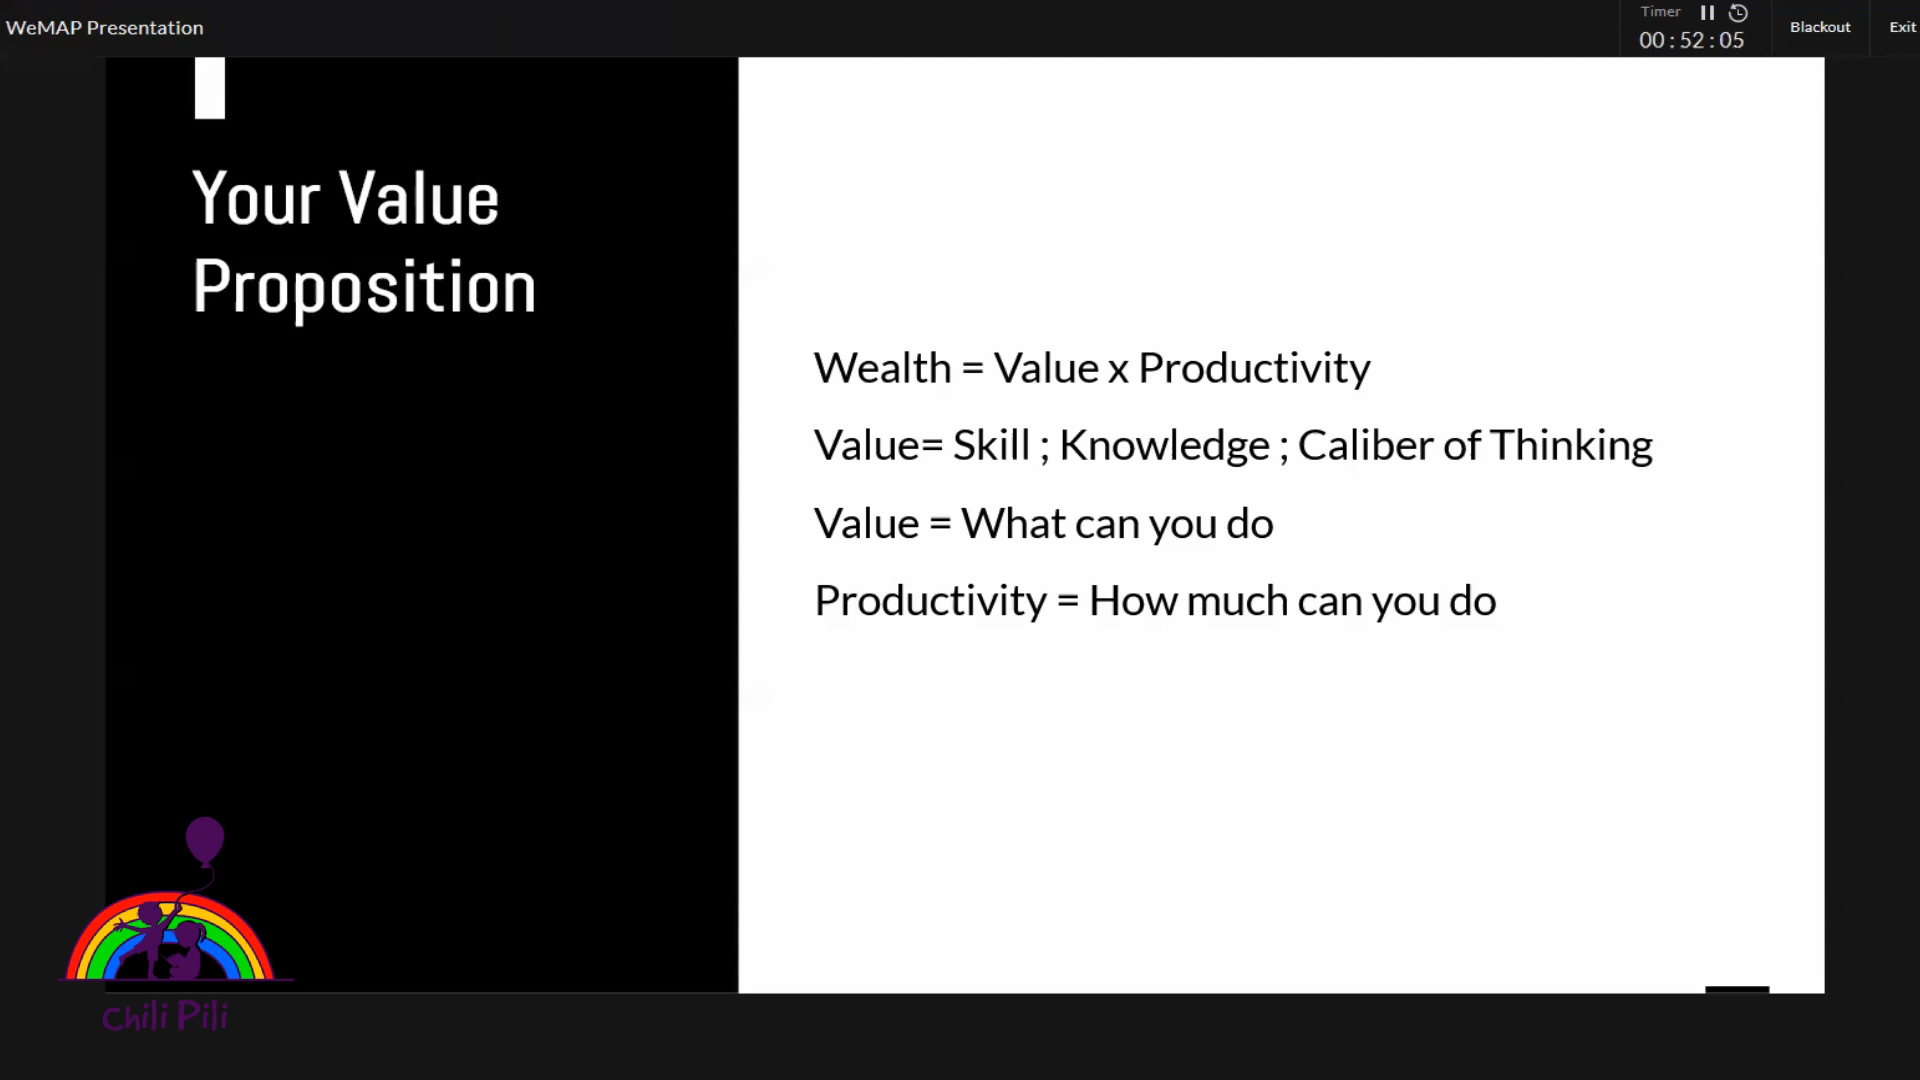 WeMAP Presentation
Timer
00 : 52 : 05
Blackout
Exit
Your Value
Proposition
Wealth = Value x Productivity
Value= Skill ; Knowledge ; Caliber of Thinking
Value = What can you do
Productivity = How much can you do
Chili Pili